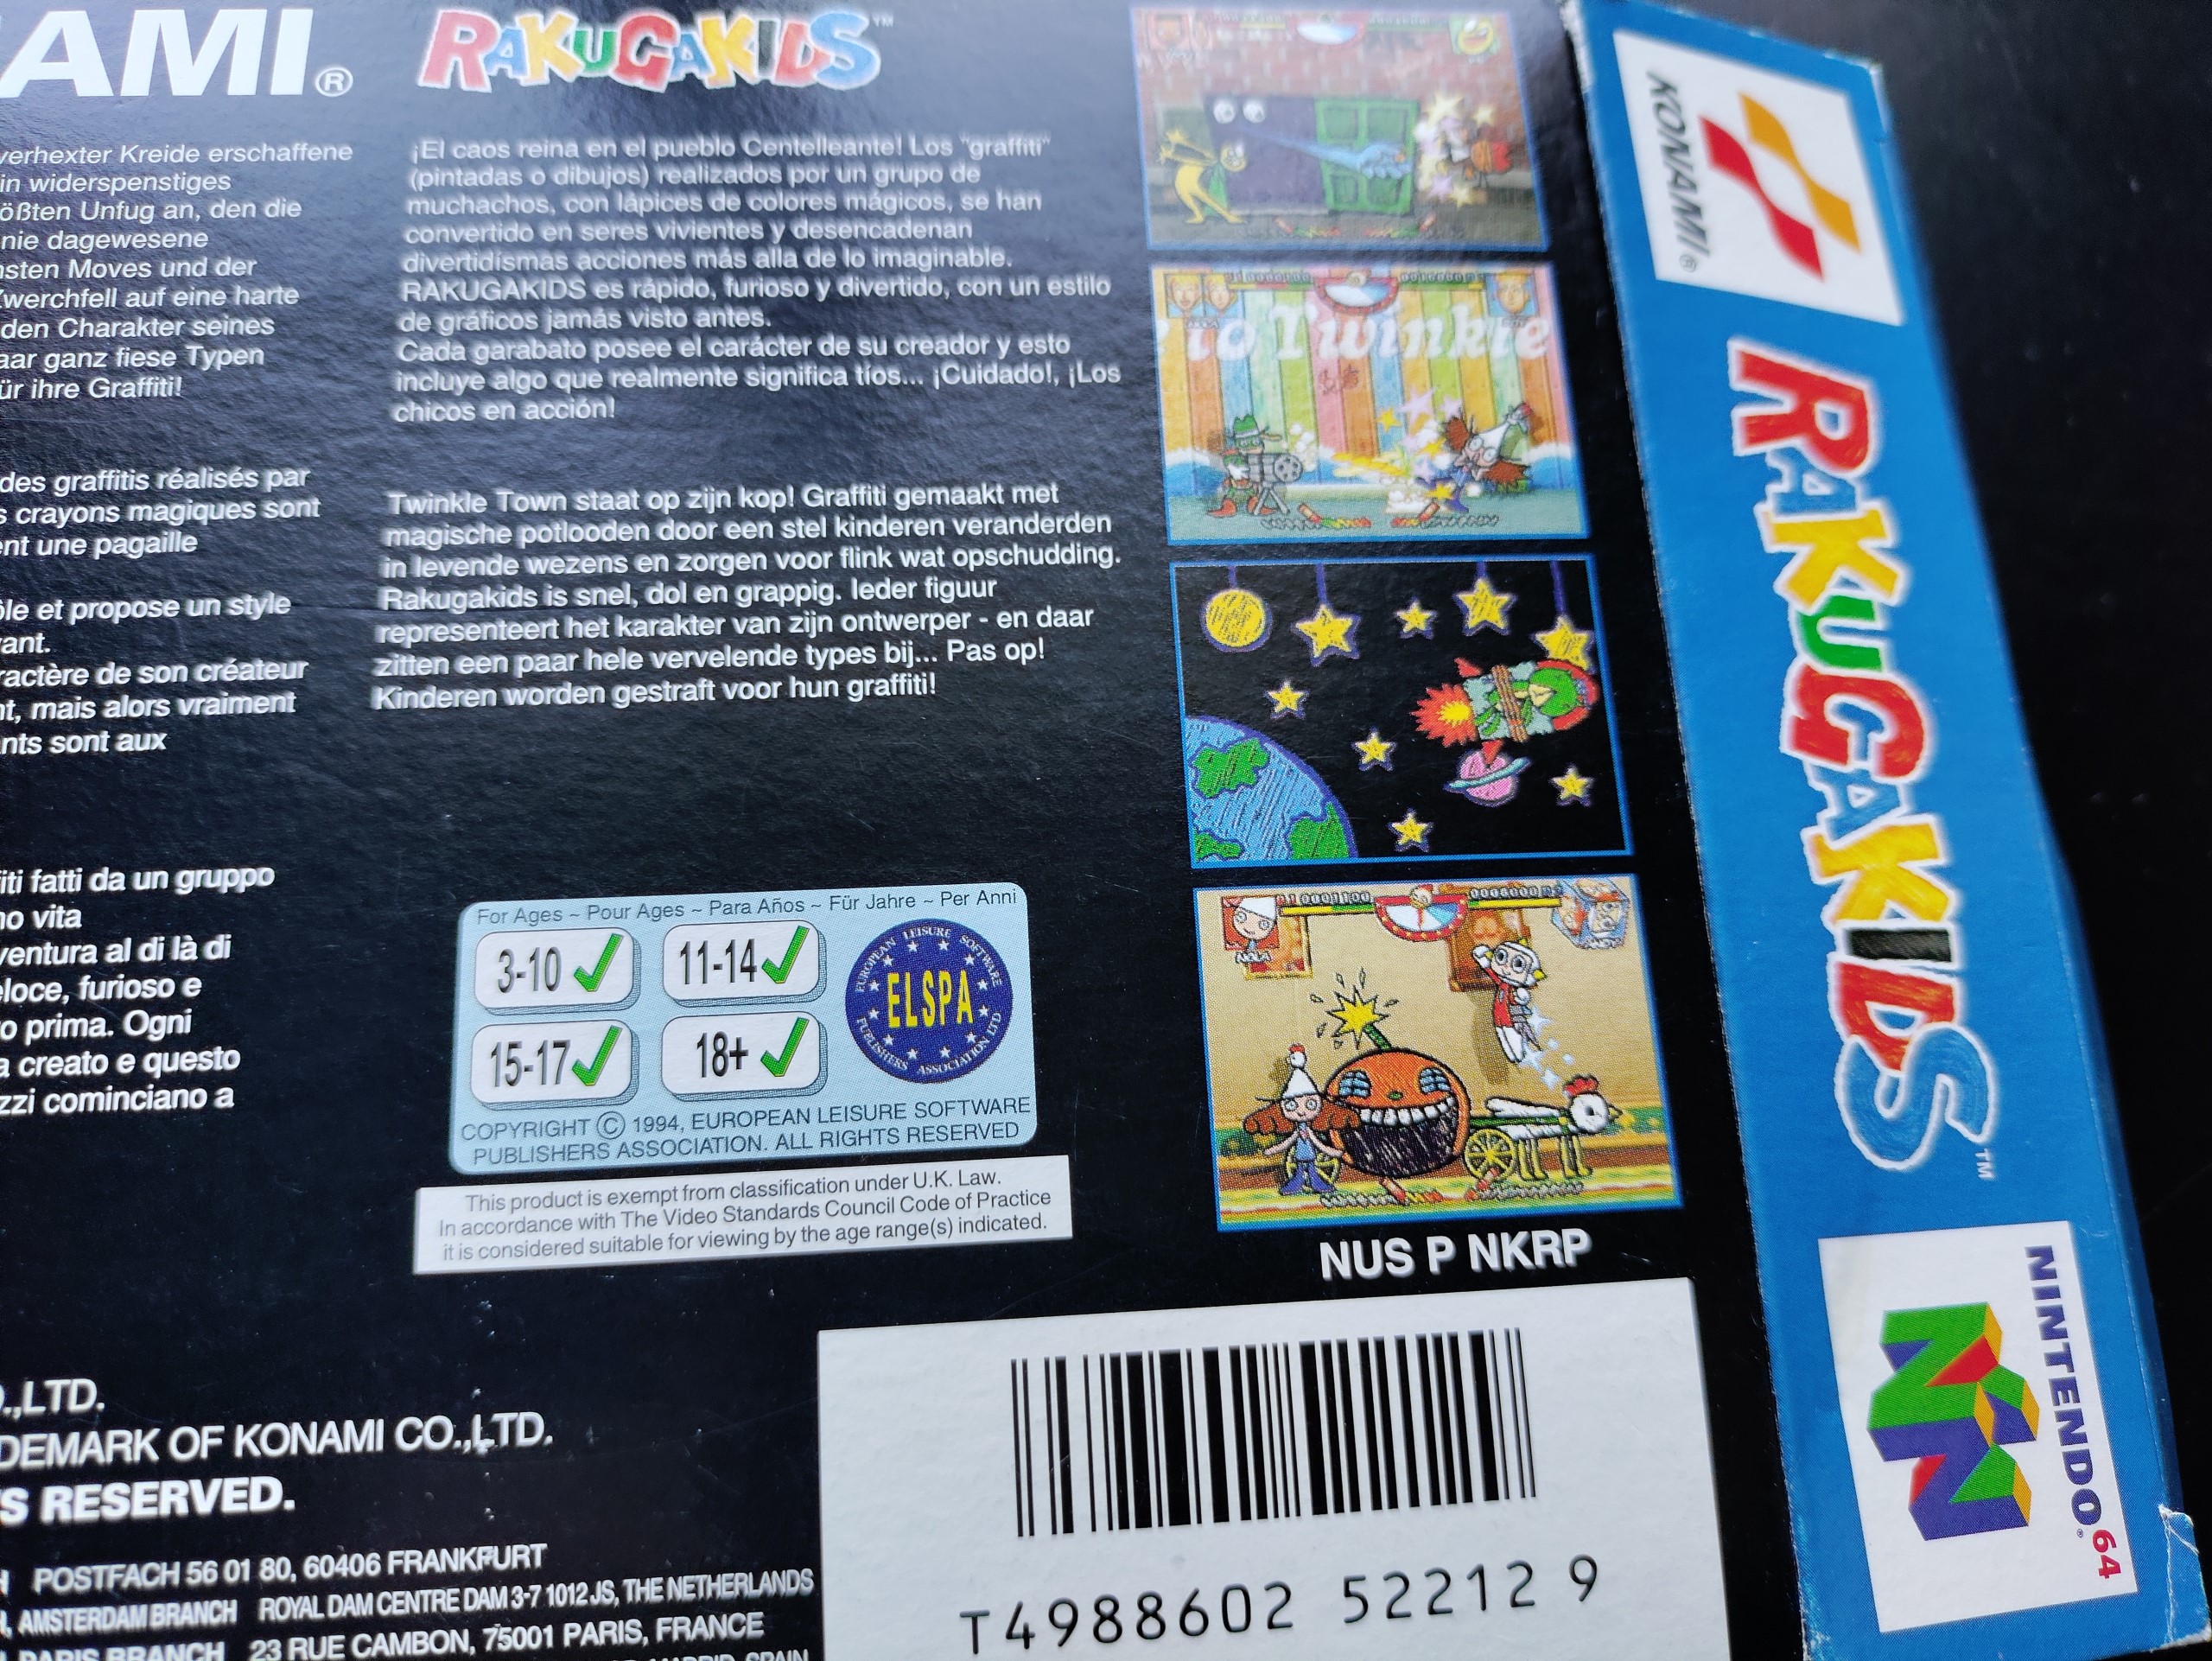 AMI®
RAKUGAKIDS™
verhexter Kreide erschaffene
in widerspenstiges
ößten Unfug an, den die
nie dagewesene
nsten Moves und der
Zwerchfell auf eine harte
den Charakter seines
aar ganz fiese Typen
ür ihre Graffiti!
des graffitis réalisés par
s crayons magiques sont
ent une pagaille
ôle et propose un style
vant.
ractère de son créateur
nt, mais alors vraiment
nts sont aux
iti fatti da un gruppo
no vita
ventura al di là di
eloce, furioso e
o prima. Ogni
a creato e questo
zzi cominciano a
¡El caos reina en el pueblo Centelleante! Los "graffiti"
(pintadas o dibujos) realizados por un grupo de
muchachos, con lápices de colores mágicos, se han
convertido en seres vivientes y desencadenan
divertidísmas acciones más alla de lo imaginable.
RAKUGAKIDS es rápido, furioso y divertido, con un estilo
de gráficos jamás visto antes.
Cada garabato posee el carácter de su creador y esto
incluye algo que realmente significa tíos... ¡Cuidado!, ¡Los
chicos en acción!
Twinkle Town staat op zijn kop! Graffiti gemaakt met
magische potlooden door een stel kinderen veranderden
in levende wezens en zorgen voor flink wat opschudding.
Rakugakids is snel, dol en grappig. Ieder figuur
representeert het karakter van zijn ontwerper - en daar
zitten een paar hele vervelende types bij... Pas op!
Kinderen worden gestraft voor hun graffiti!
For Ages ~ Pour Ages ~ Para Años ~ Für Jahre ~ Per Anni
3-10
11-14
15-17
18+
EUROPEAN LEISURE SOFTWARE
ELSPA
PUBLISHERS ASSOCIATION LTD
COPYRIGHT © 1994, EUROPEAN LEISURE SOFTWARE
PUBLISHERS ASSOCIATION. ALL RIGHTS RESERVED
This product is exempt from classification under U.K. Law.
In accordance with The Video Standards Council Code of Practice
it is considered suitable for viewing by the age range(s) indicated.
to Twinkle
MOLA
NUS P NKRP
.,LTD.
DEMARK OF KONAMI CO.,LTD.
S RESERVED.
H POSTFACH 56 01 80, 60406 FRANKFURT
H, AMSTERDAM BRANCH ROYAL DAM CENTRE DAM 3-7 1012 JS, THE NETHERLANDS
PARIS BRANCH 23 RUE CAMBON, 75001 PARIS, FRANCE
MADRID, SPAIN
T4988602 52212 9
KONAMI®
RAKUGAKIDS™
NINTENDO® 64